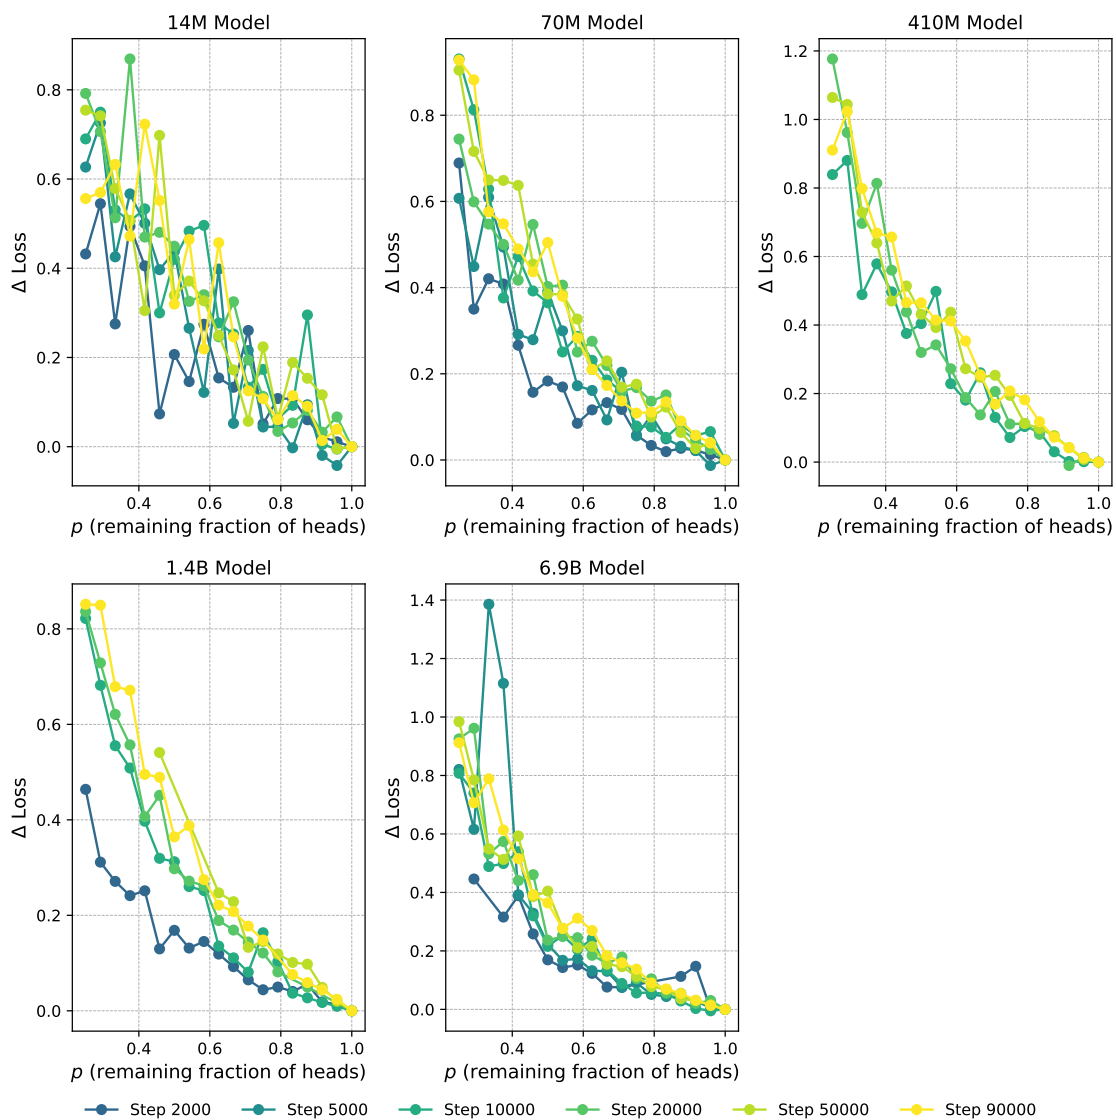 14M Model
70M Model
410M Model
Δ Loss
0.0
0.2
0.4
0.6
0.8
0.4
0.6
0.8
1.0
p (remaining fraction of heads)
Δ Loss
0.0
0.2
0.4
0.6
0.8
0.4
0.6
0.8
1.0
p (remaining fraction of heads)
Δ Loss
0.0
0.2
0.4
0.6
0.8
1.0
1.2
0.4
0.6
0.8
1.0
p (remaining fraction of heads)
1.4B Model
6.9B Model
Δ Loss
0.0
0.2
0.4
0.6
0.8
0.4
0.6
0.8
1.0
p (remaining fraction of heads)
Δ Loss
0.0
0.2
0.4
0.6
0.8
1.0
1.2
1.4
0.4
0.6
0.8
1.0
p (remaining fraction of heads)
Step 2000
Step 5000
Step 10000
Step 20000
Step 50000
Step 90000